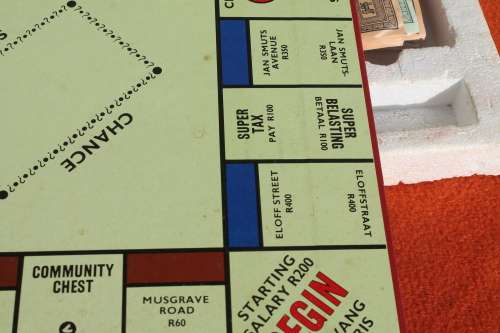 JAN SMUTS
AVENUE
R350
JAN SMUTS-
LAAN
R350
SUPER
TAX
PAY R100
SUPER
BELASTING
BETAAL R100
ELOFF STREET
R400
ELOFFSTRAAT
R400
CHANCE
COMMUNITY
CHEST
MUSGRAVE
ROAD
R60
STARTING
SALARY R200